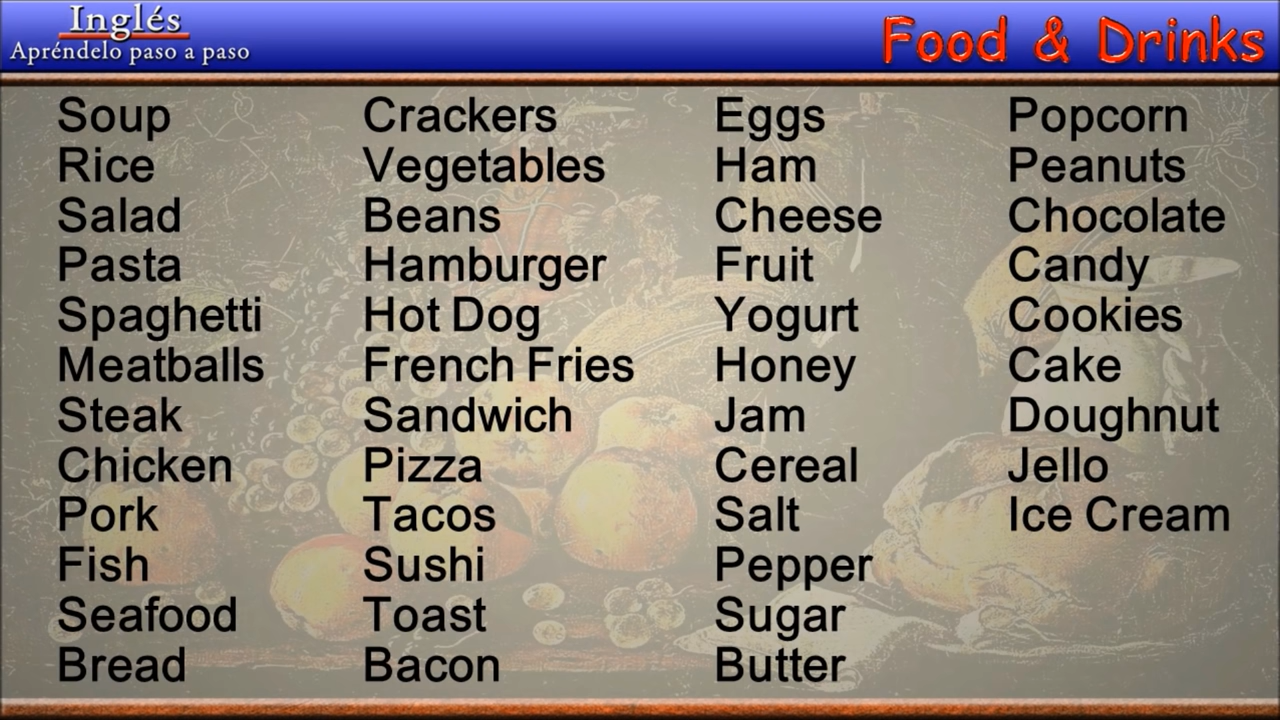 Inglés
Apréndelo paso a paso
Food & Drinks
Soup
Rice
Salad
Pasta
Spaghetti
Meatballs
Steak
Chicken
Pork
Fish
Seafood
Bread
Crackers
Vegetables
Beans
Hamburger
Hot Dog
French Fries
Sandwich
Pizza
Tacos
Sushi
Toast
Bacon
Eggs
Ham
Cheese
Fruit
Yogurt
Honey
Jam
Cereal
Salt
Pepper
Sugar
Butter
Popcorn
Peanuts
Chocolate
Candy
Cookies
Cake
Doughnut
Jello
Ice Cream